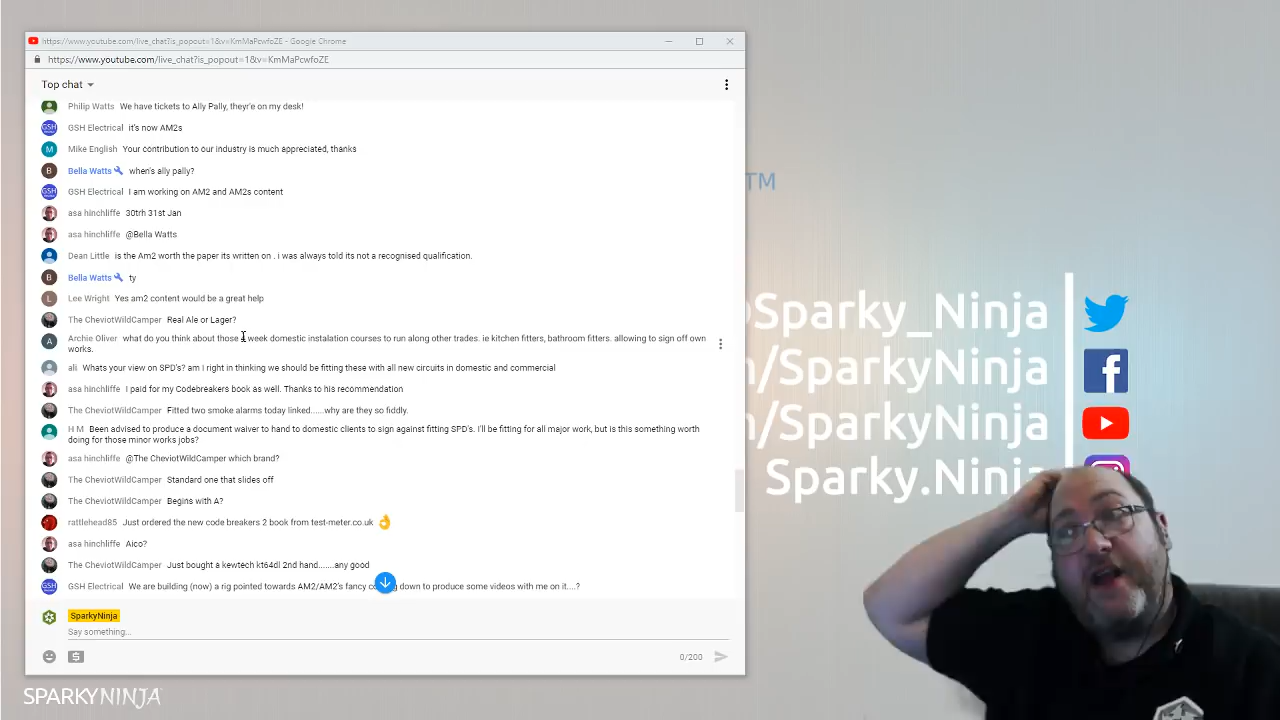 https://www.youtube.com/live_chat?is_popout=1&v=KmMaPcwfoZE - Google Chrome
https://www.youtube.com/live_chat?is_popout=1&v=KmMaPcwfoZE
Top chat
Philip Watts We have tickets to Ally Pally, theyr'e on my desk!
GSH Electrical it's now AM2s
Mike English Your contribution to our industry is much appreciated, thanks
Bella Watts when's ally pally?
GSH Electrical I am working on AM2 and AM2s content
asa hinchliffe 30trh 31st Jan
asa hinchliffe @Bella Watts
Dean Little is the Am2 worth the paper its written on . i was always told its not a recognised qualification.
Bella Watts ty
Lee Wright Yes am2 content would be a great help
The CheviotWildCamper Real Ale or Lager?
Archie Oliver what do you think about those week domestic instalation courses to run along other trades. ie kitchen fitters, bathroom fitters. allowing to sign off own
works.
ali Whats your view on SPD's? am I right in thinking we should be fitting these with all new circuits in domestic and commercial
asa hinchliffe I paid for my Codebreakers book as well. Thanks to his recommendation
The CheviotWildCamper Fitted two smoke alarms today linked......why are they so fiddly.
H M Been advised to produce a document waiver to hand to domestic clients to sign against fitting SPD's. I'll be fitting for all major work, but is this something worth
doing for those minor works jobs?
asa hinchliffe @The CheviotWildCamper which brand?
The CheviotWildCamper Standard one that slides off
The CheviotWildCamper Begins with A?
rattlehead85 Just ordered the new code breakers 2 book from test-meter.co.uk
asa hinchliffe Aico?
The CheviotWildCamper Just bought a kewtech kt64dl 2nd hand.......any good
GSH Electrical We are building (now) a rig pointed towards AM2/AM2's fancy down to produce some videos with me on it....?
SparkyNinja
Say something...
0/200
TM
@Sparky_Ninja
m/SparkyNinja
m/SparkyNinja
Sparky.Ninja
SPARKYNINJA